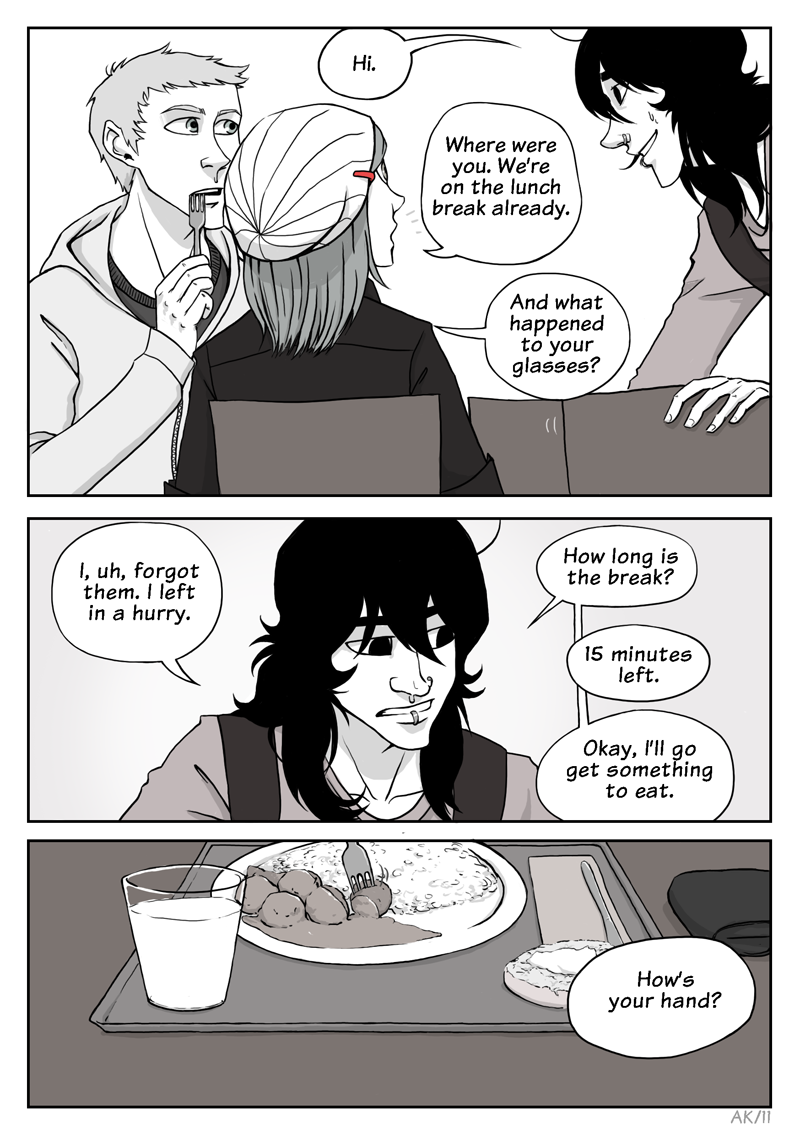 Hi.
Where were
you. We're
on the lunch
break already.
And what
happened
to your
glasses?
I, uh, forgot
them. I left
in a hurry.
How long is
the break?
15 minutes
left.
Okay, I'll go
get something
to eat.
How's
your hand?
AK/11